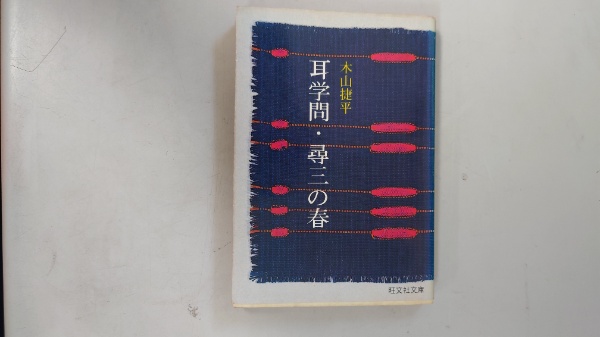 木山捷平
耳学問・尋三の春
旺文社文庫